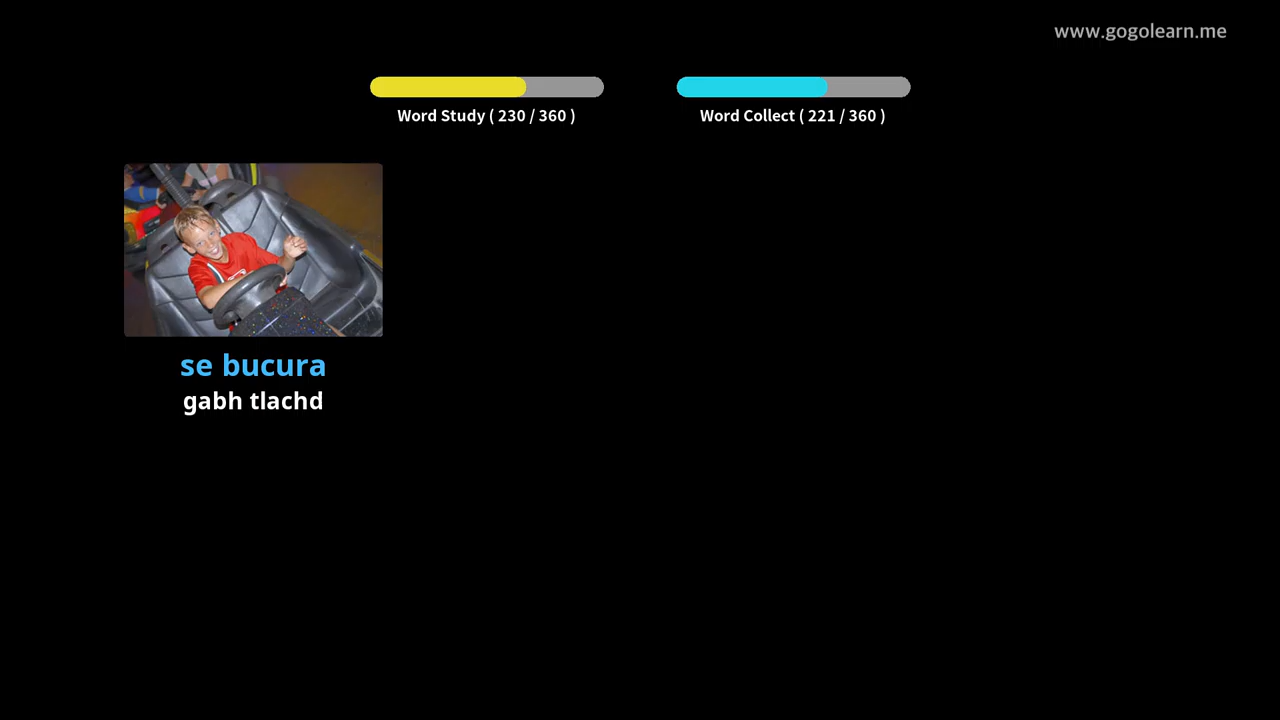 www.gogolearn.me
Word Study ( 230 / 360 )
Word Collect ( 221 / 360 )
se bucura
gabh tlachd